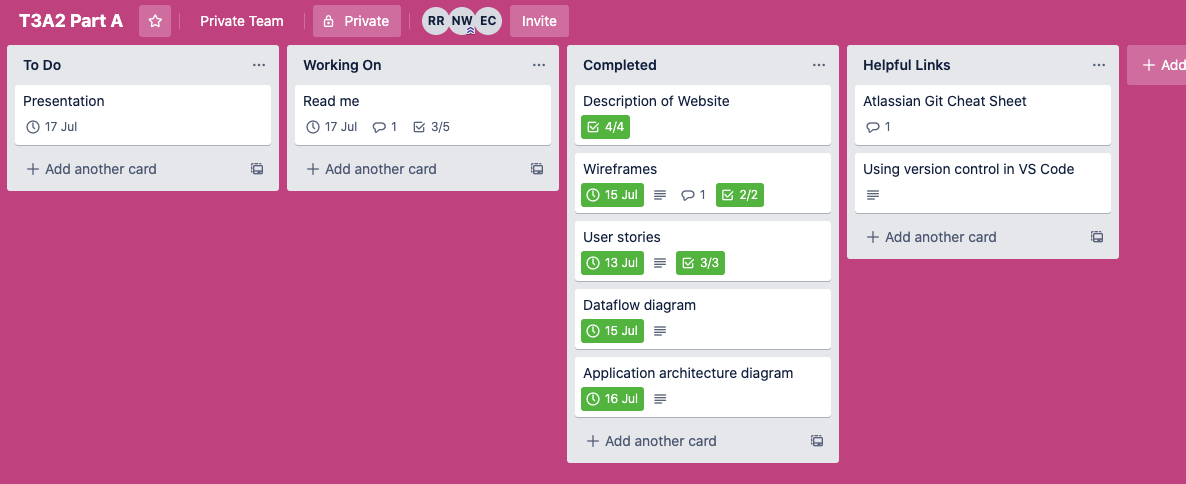 T3A2 Part A
Private Team
Private
RR NW EC
Invite
To Do
Presentation
17 Jul
Add another card
Working On
Read me
17 Jul 1 3/5
Add another card
Completed
Description of Website
4/4
Wireframes
15 Jul 1 2/2
User stories
13 Jul 3/3
Dataflow diagram
15 Jul
Application architecture diagram
16 Jul
Add another card
Helpful Links
Atlassian Git Cheat Sheet
1
Using version control in VS Code
Add another card
Add